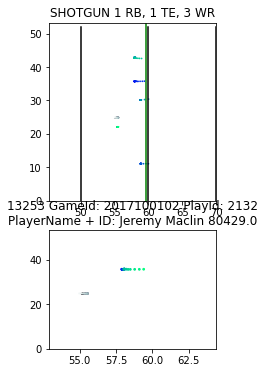 SHOTGUN 1 RB, 1 TE, 3 WR
50
40
30
20
10
0
50 55 60 65 70
13253 GameId: 2017100102 PlayId: 2132
PlayerName + ID: Jeremy Maclin 80429.0
40
20
0
55.0 57.5 60.0 62.5